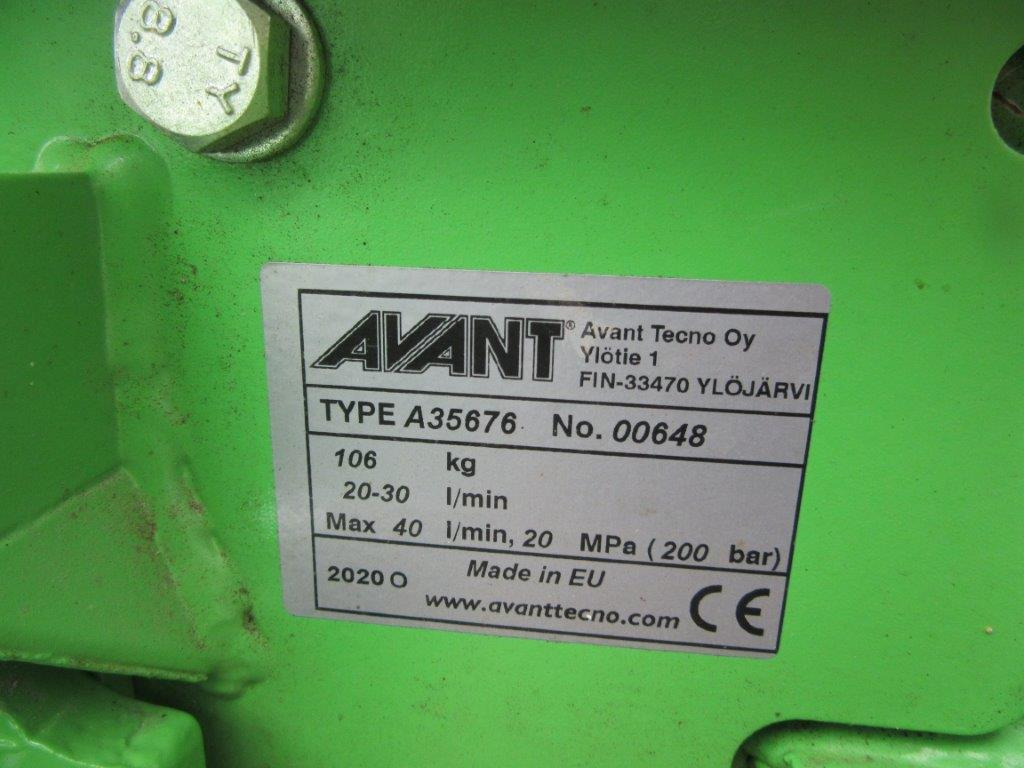 8.8
TY
AVANT® Avant Tecno Oy
Ylötie 1
FIN-33470 YLÖJÄRVI
TYPE A35676 No. 00648
106 kg
20-30 l/min
Max 40 l/min, 20 MPa (200 bar)
2020 O Made in EU
www.avanttecno.com CE